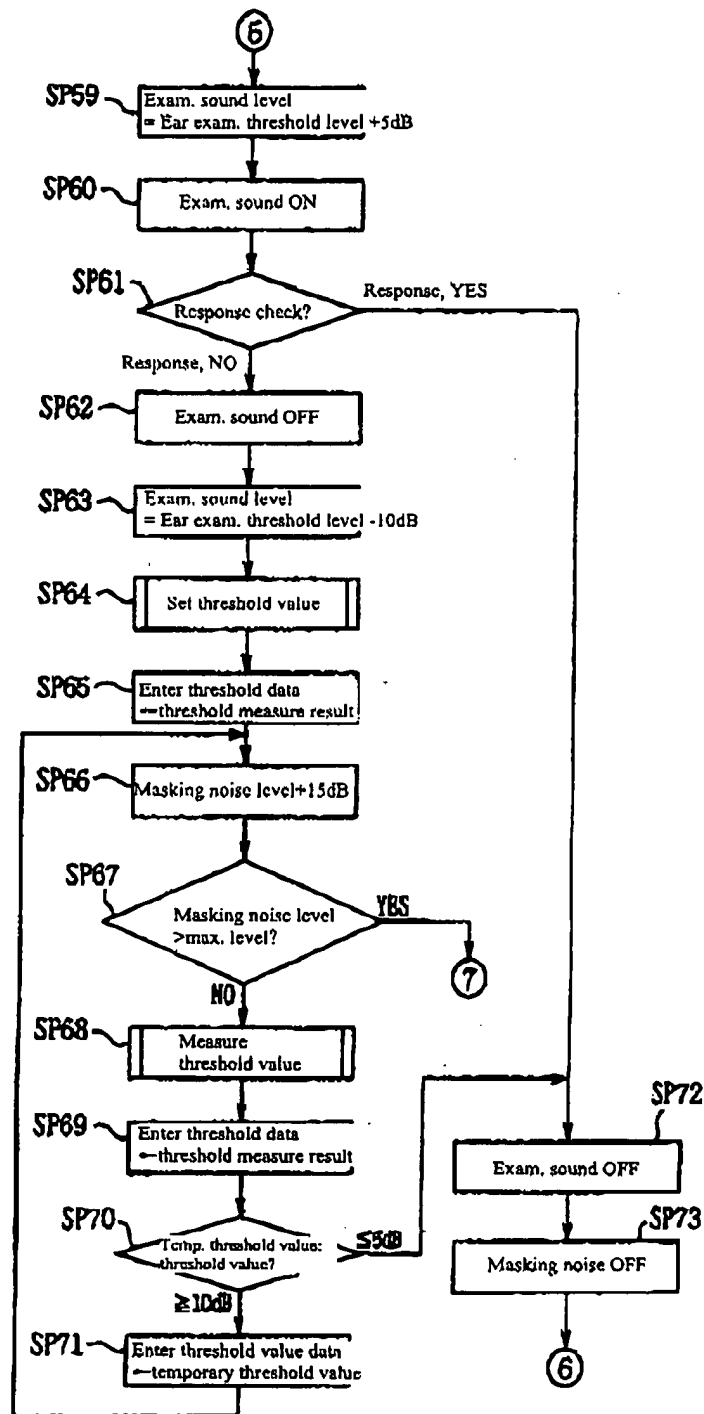 5
SP59
Exam. sound level
= Ear exam. threshold level +5dB
SP60
Exam. sound ON
SP61
Response check?
Response, YES
Response, NO
SP62
Exam. sound OFF
SP63
Exam. sound level
= Ear exam. threshold level -10dB
SP64
Set threshold value
SP65
Enter threshold data
←threshold measure result
SP66
Masking noise level+15dB
SP67
Masking noise level
>max. level?
YES
7
NO
SP68
Measure
threshold value
SP69
Enter threshold data
←threshold measure result
SP70
Temp. threshold value:
threshold value?
≦5dB
≧10dB
SP71
Enter threshold value data
←temporary threshold value
SP72
Exam. sound OFF
SP73
Masking noise OFF
6